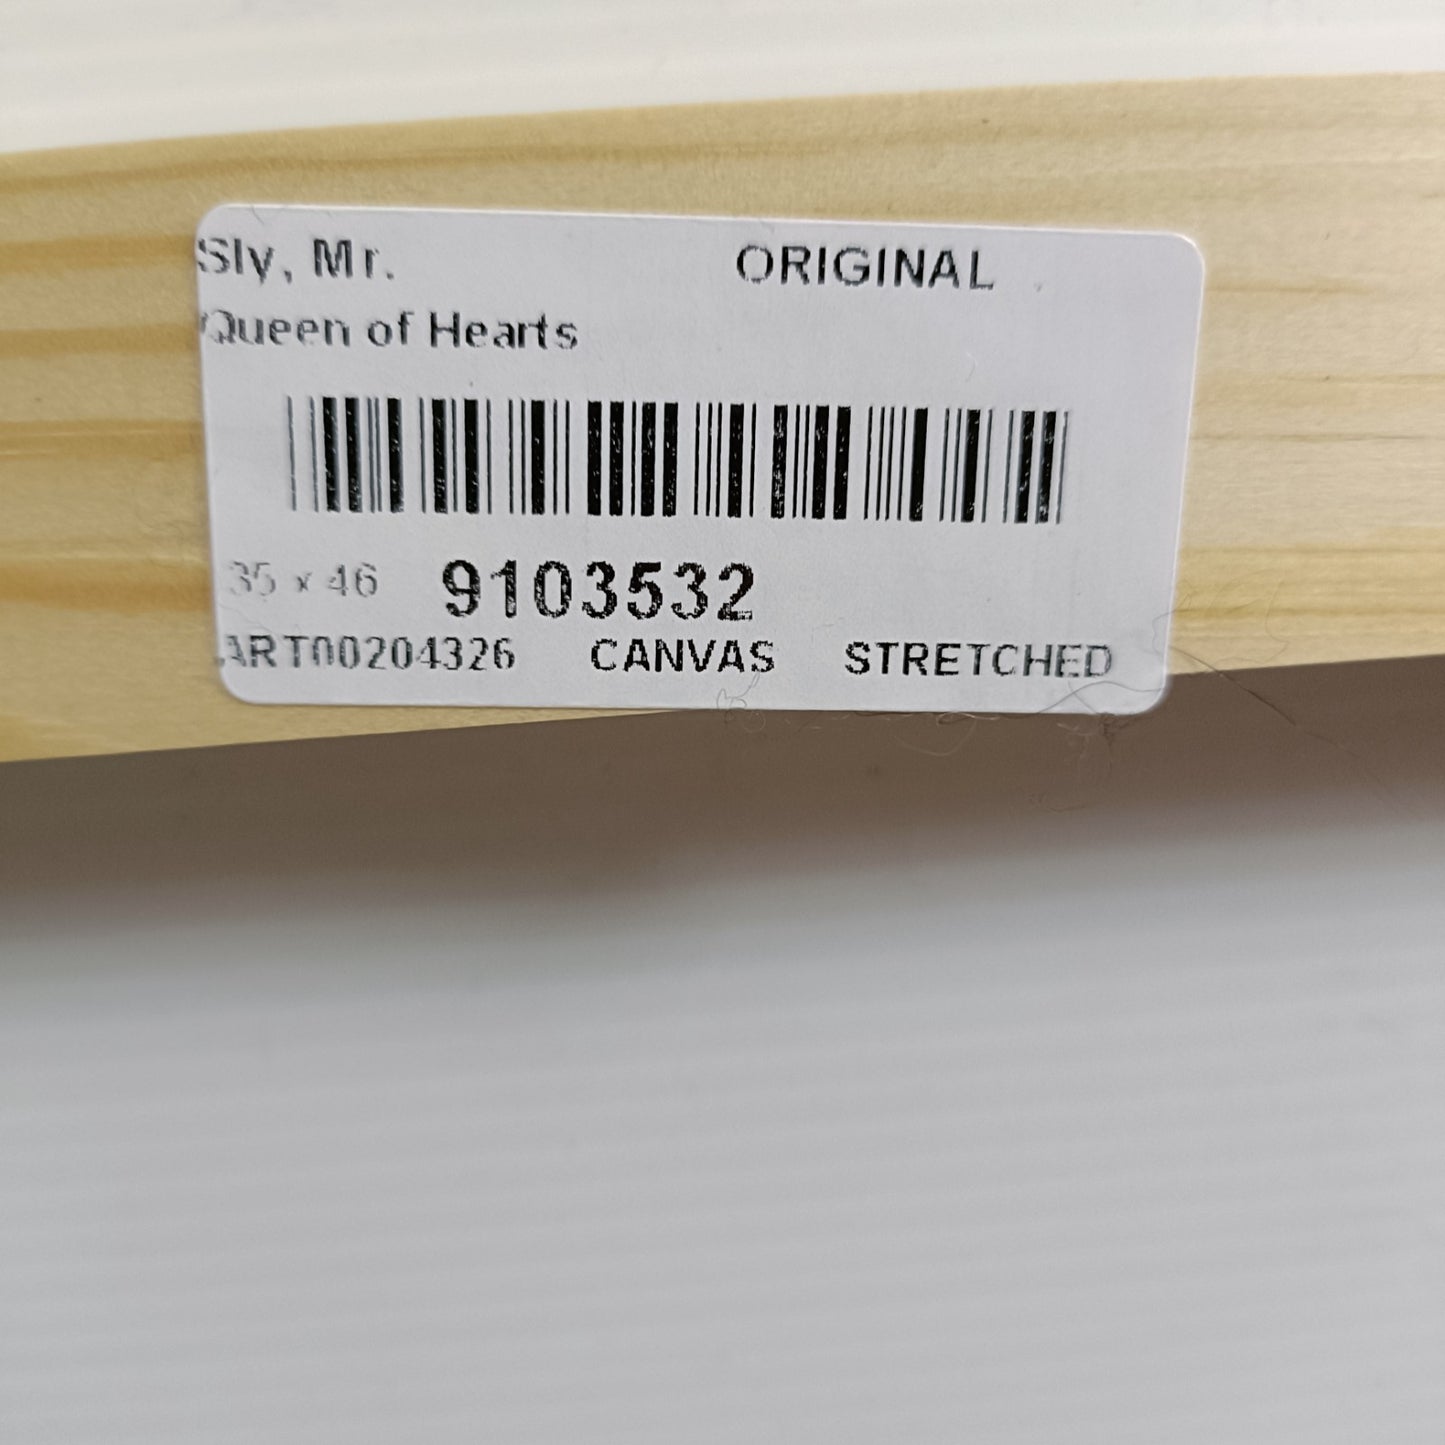 Sly, Mr. ORIGINAL
Queen of Hearts
35 x 46 9103532
ART00204326 CANVAS STRETCHED